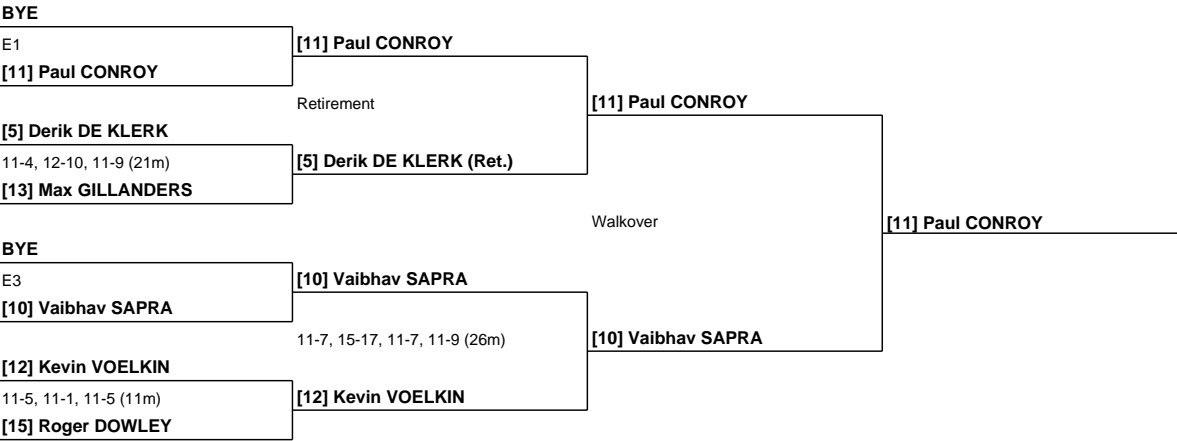 BYE
E1
[11] Paul CONROY
[11] Paul CONROY
Retirement
[11] Paul CONROY
[5] Derik DE KLERK
11-4, 12-10, 11-9 (21m)
[5] Derik DE KLERK (Ret.)
[13] Max GILLANDERS
Walkover
[11] Paul CONROY
BYE
E3
[10] Vaibhav SAPRA
[10] Vaibhav SAPRA
11-7, 15-17, 11-7, 11-9 (26m)
[10] Vaibhav SAPRA
[12] Kevin VOELKIN
11-5, 11-1, 11-5 (11m)
[12] Kevin VOELKIN
[15] Roger DOWLEY